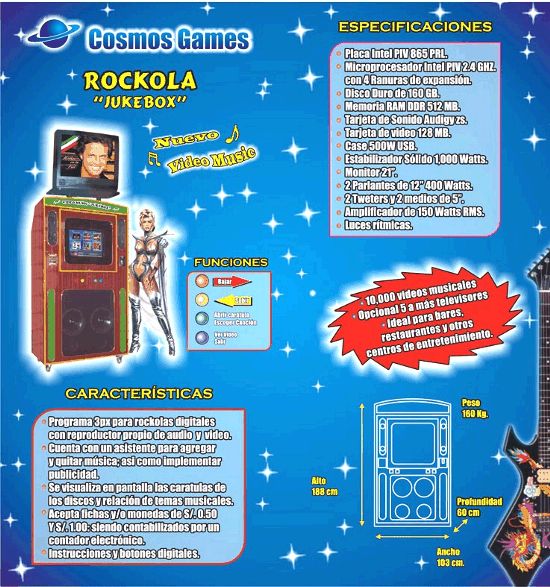 Cosmos Games
ROCKOLA
"JUKEBOX"
Nuevo
Video Music
COSMOS GAMES
ESPECIFICACIONES
Placa Intel PIV 865 PRL.
Microprocesador Intel PIV 2.4 GHZ.
con 4 Ranuras de expansión.
Disco Duro de 160 GB.
Memoria RAM DDR 512 MB.
Tarjeta de Sonido Audigy zs.
Tarjeta de video 128 MB.
Case 500W USB.
Estabilizador Sólido 1,000 Watts.
Monitor 21".
2 Parlantes de 12" 400 Watts.
2 Tweters y 2 medios de 5".
Amplificador de 150 Watts RMS.
Luces rítmicas.
FUNCIONES
Bajar
Subir
Abrir caratula
Escoger Canción
Ver video
Salir
• 10,000 videos musicales
• Opcional 5 a más televisores
• Ideal para bares,
restaurantes y otros
centros de entretenimiento.
CARACTERÍSTICAS
Programa 3px para rockolas digitales
con reproductor propio de audio y video.
Cuenta con un asistente para agregar
y quitar música; asi como implementar
publicidad.
Se visualiza en pantalla las caratulas de
los discos y relación de temas musicales.
Acepta fichas y/o monedas de S/. 0.50
Y S/. 1.00: siendo contabilizados por un
contador electrónico.
Instrucciones y botones digitales.
Peso
160 Kg.
Alto
188 cm
Profundidad
60 cm
Ancho
103 cm.